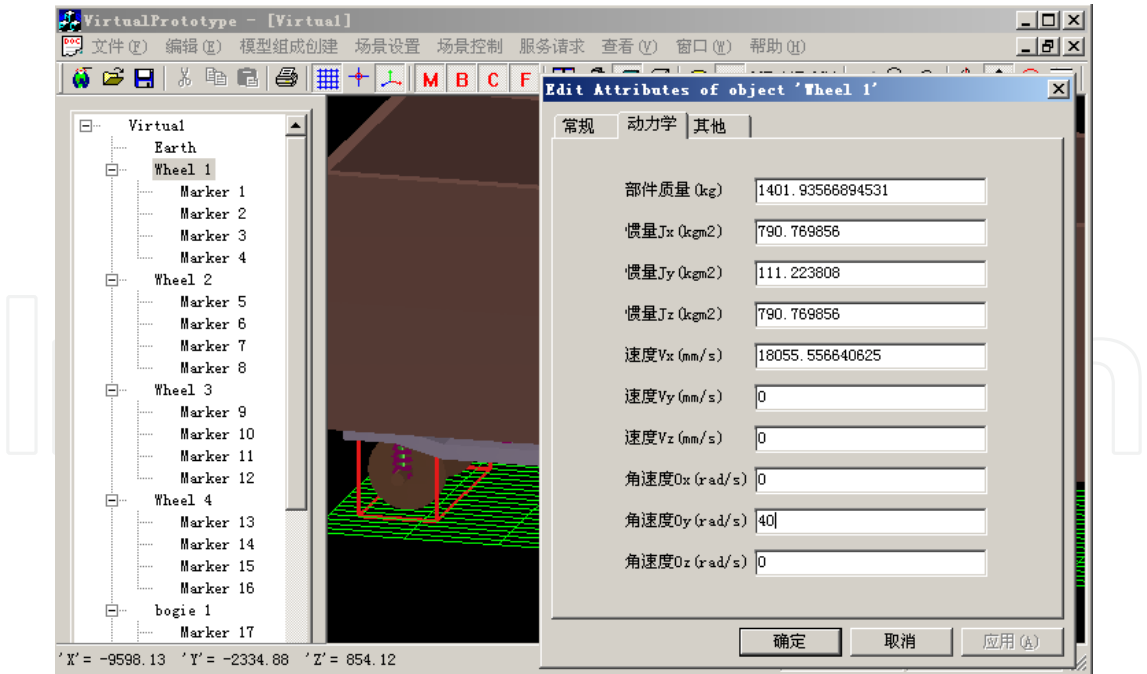 VirtualPrototype - [Virtual]
文件(F) 编辑(E) 模型组成创建 场景设置 场景控制 服务请求 查看(V) 窗口(W) 帮助(H)
M B C F
Virtual
Earth
Wheel 1
Marker 1
Marker 2
Marker 3
Marker 4
Wheel 2
Marker 5
Marker 6
Marker 7
Marker 8
Wheel 3
Marker 9
Marker 10
Marker 11
Marker 12
Wheel 4
Marker 13
Marker 14
Marker 15
Marker 16
bogie 1
Marker 17
Edit Attributes of object 'Wheel 1'
常规 动力学 其他
部件质量(kg) 1401.93566894531
惯量Jx(kgm2) 790.769856
惯量Jy(kgm2) 111.223808
惯量Jz(kgm2) 790.769856
速度Vx(mm/s) 18055.556640625
速度Vy(mm/s) 0
速度Vz(mm/s) 0
角速度Ox(rad/s) 0
角速度Oy(rad/s) 40
角速度Oz(rad/s) 0
确定 取消 应用(A)
'X'= -9598.13 'Y'= -2334.88 'Z'= 854.12